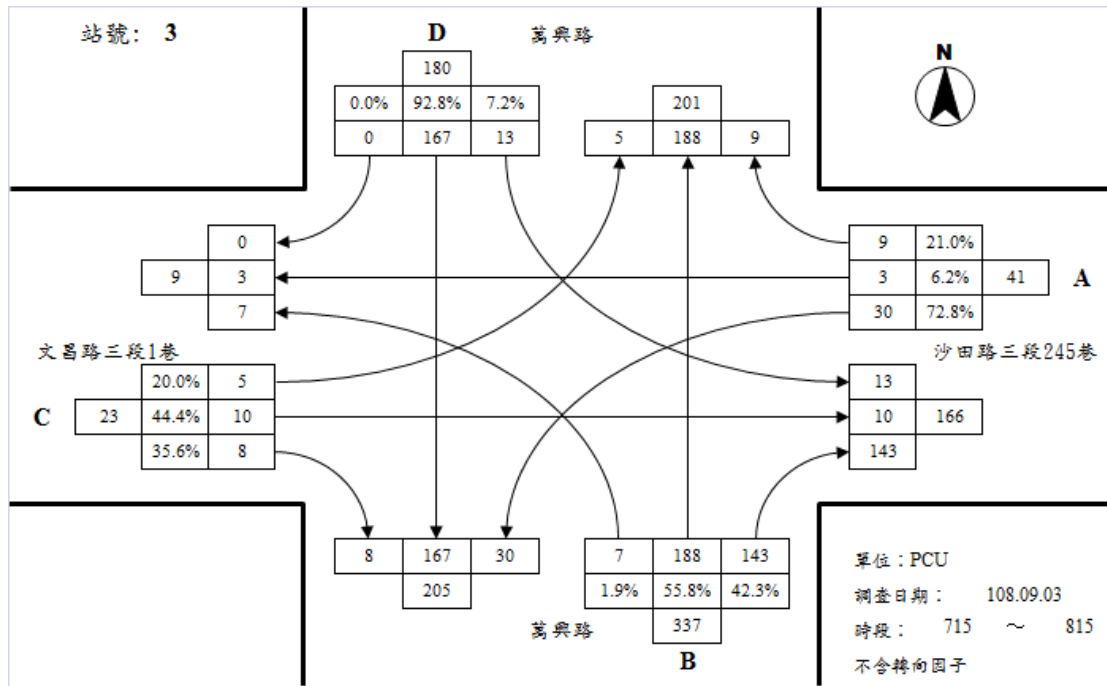 站號: 3
D
萬興路
N
180
0.0% 92.8% 7.2%
0 167 13
201
5 188 9
0
9 3
7
9 21.0%
3 6.2% 41
30 72.8%
A
文昌路三段1巷
沙田路三段245巷
C
20.0% 5
23 44.4% 10
35.6% 8
13
10 166
143
8 167 30
205
7 188 143
1.9% 55.8% 42.3%
337
萬興路
B
單位：PCU
調查日期： 108.09.03
時段： 715 ～ 815
不含轉向因子